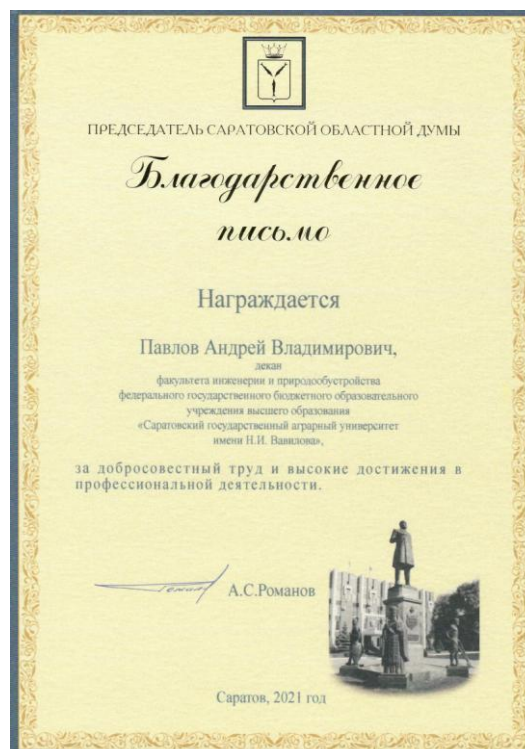 ПРЕДСЕДАТЕЛЬ САРАТОВСКОЙ ОБЛАСТНОЙ ДУМЫ
Благодарственное
письмо
Награждается
Павлов Андрей Владимирович,
декан
факультета инженерии и природообустройства
федерального государственного бюджетного образовательного
учреждения высшего образования
«Саратовский государственный аграрный университет
имени Н.И. Вавилова»,
за добросовестный труд и высокие достижения в
профессиональной деятельности.
А.С.Романов
Саратов, 2021 год